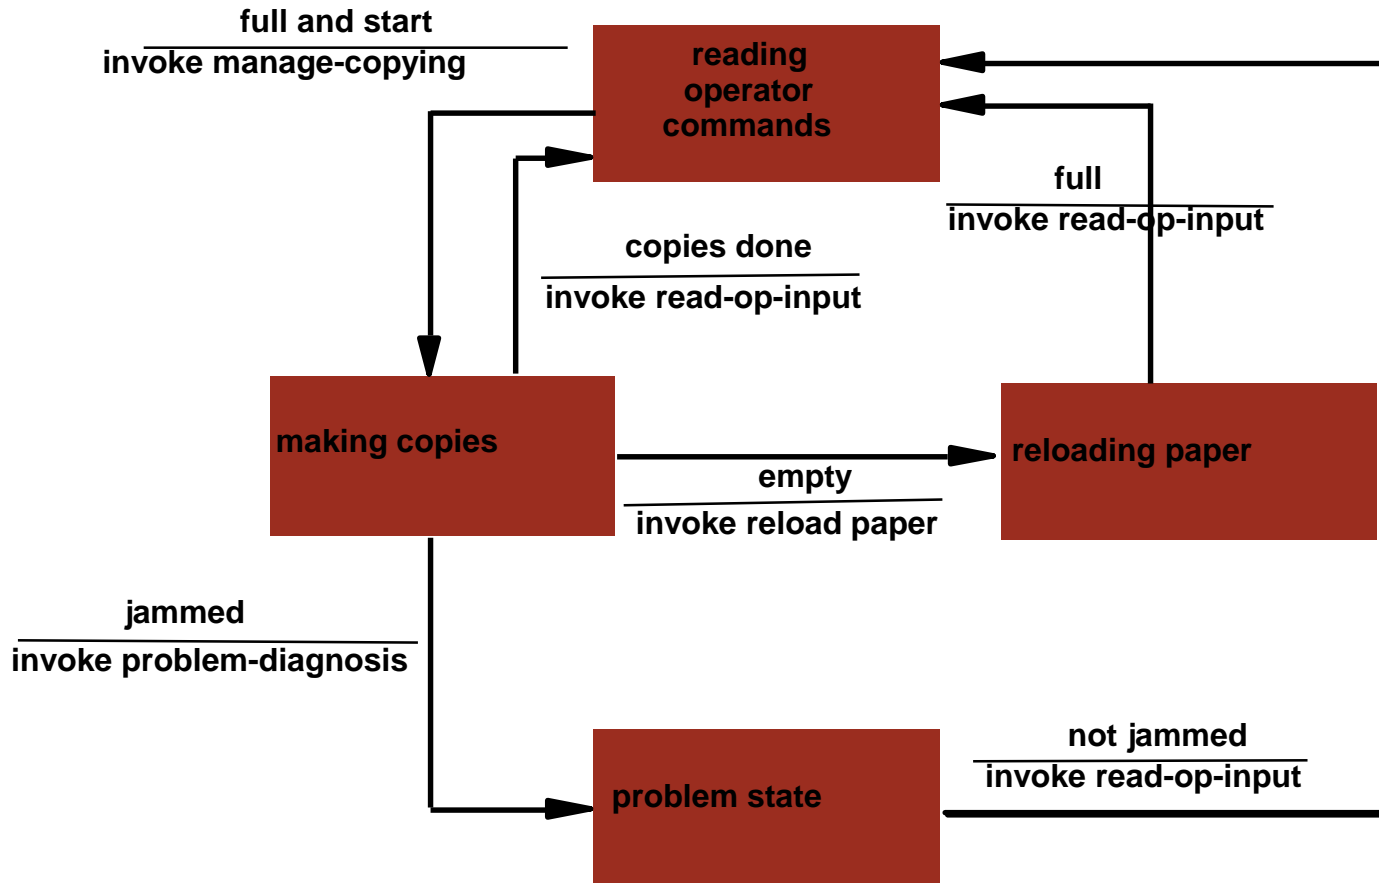 full and start
invoke manage-copying
reading
operator
commands
full
invoke read-op-input
copies done
invoke read-op-input
making copies
reloading paper
empty
invoke reload paper
jammed
invoke problem-diagnosis
not jammed
invoke read-op-input
problem state